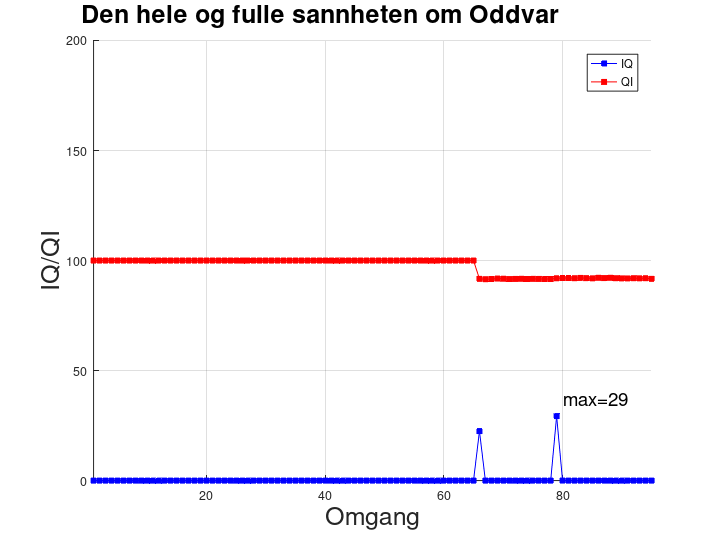 Den hele og fulle sannheten om Oddvar
200
IQ
QI
150
IQ/QI
100
50
max=29
0
20 40 60 80
Omgang